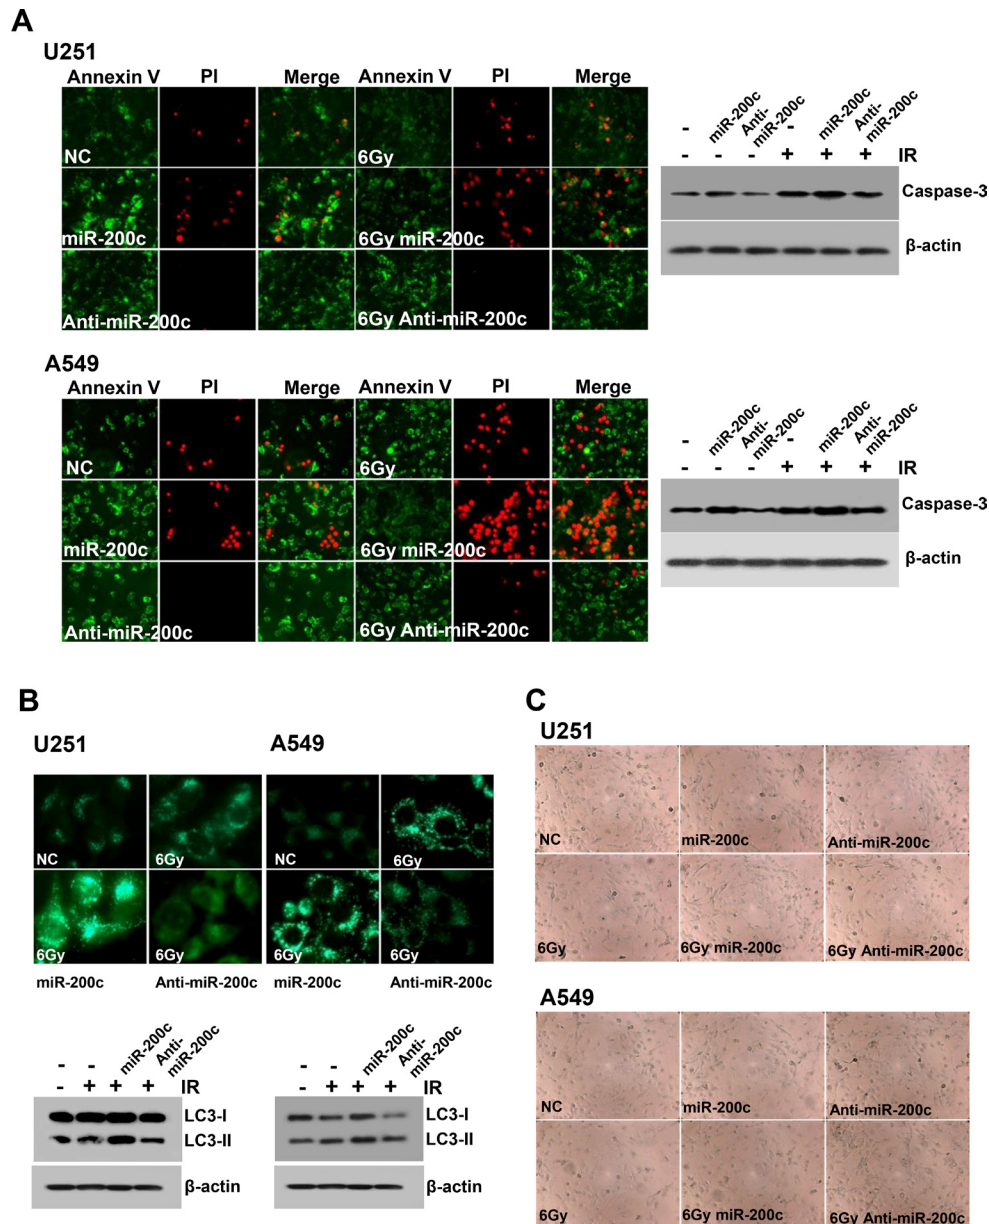 A
U251
Annexin V PI Merge Annexin V PI Merge
NC 6Gy
miR-200c 6Gy miR-200c
Anti-miR-200c 6Gy Anti-miR-200c
- miR-200c Anti-miR-200c - miR-200c Anti-miR-200c
- - - + + + IR
Caspase-3
β-actin
A549
Annexin V PI Merge Annexin V PI Merge
NC 6Gy
miR-200c 6Gy miR-200c
Anti-miR-200c 6Gy Anti-miR-200c
- miR-200c Anti-miR-200c - miR-200c Anti-miR-200c
- - - + + + IR
Caspase-3
β-actin
B
U251 A549
NC 6Gy NC 6Gy
6Gy 6Gy 6Gy 6Gy
miR-200c Anti-miR-200c miR-200c Anti-miR-200c
- - miR-200c Anti-miR-200c
- + + + IR
LC3-I
LC3-II
β-actin
- - miR-200c Anti-miR-200c
- + + + IR
LC3-I
LC3-II
β-actin
C
U251
NC miR-200c Anti-miR-200c
6Gy 6Gy miR-200c 6Gy Anti-miR-200c
A549
NC miR-200c Anti-miR-200c
6Gy 6Gy miR-200c 6Gy Anti-miR-200c